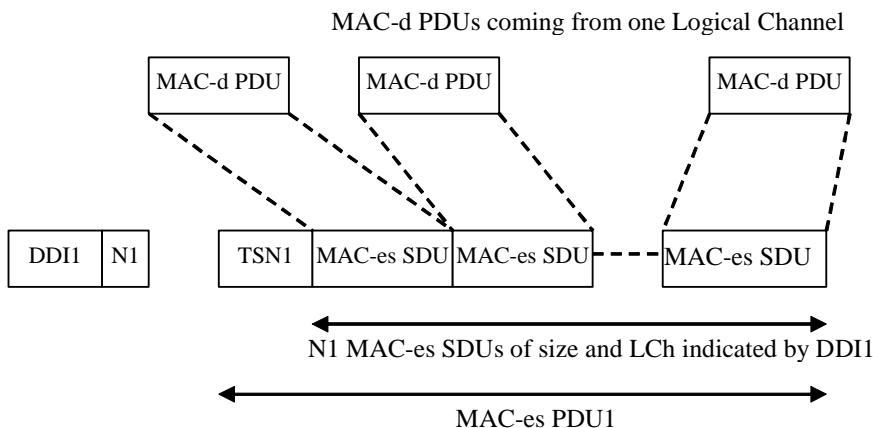 MAC-d PDUs coming from one Logical Channel
MAC-d PDU MAC-d PDU MAC-d PDU
DDI1 N1 TSN1 MAC-es SDU MAC-es SDU MAC-es SDU
N1 MAC-es SDUs of size and LCh indicated by DDI1
MAC-es PDU1